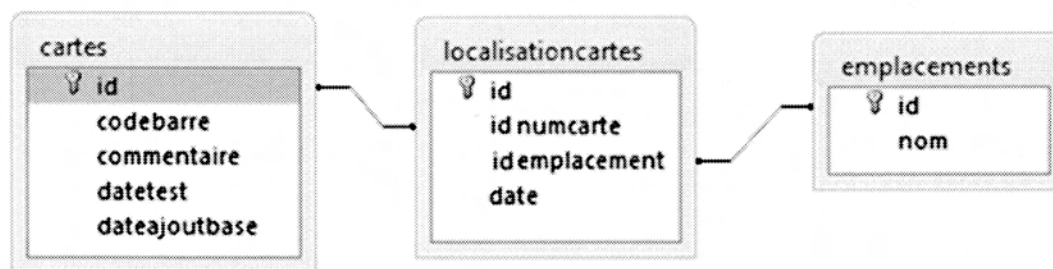 cartes
id
codebarre
commentaire
datetest
dateajoutbase
localisationcartes
id
idnumcarte
idemplacement
date
emplacements
id
nom